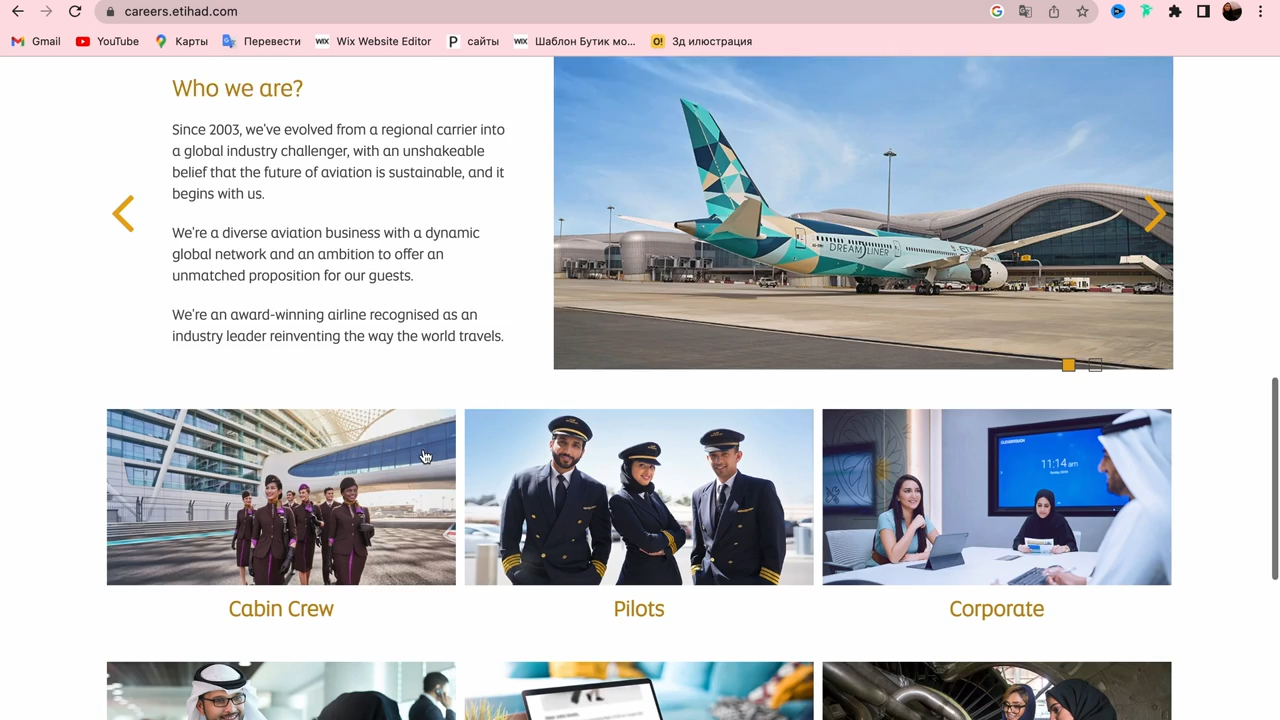 careers.etihad.com
Gmail
YouTube
Карты
Перевести
WIX
Wix Website Editor
P
сайты
WIX
Шаблон Бутик мо...
O!
3д илюстрация
Who we are?
Since 2003, we've evolved from a regional carrier into
a global industry challenger, with an unshakeable
belief that the future of aviation is sustainable, and it
begins with us.
We're a diverse aviation business with a dynamic
global network and an ambition to offer an
unmatched proposition for our guests.
We're an award-winning airline recognised as an
industry leader reinventing the way the world travels.
DREAMLINER
11:14 am
Cabin Crew
Pilots
Corporate